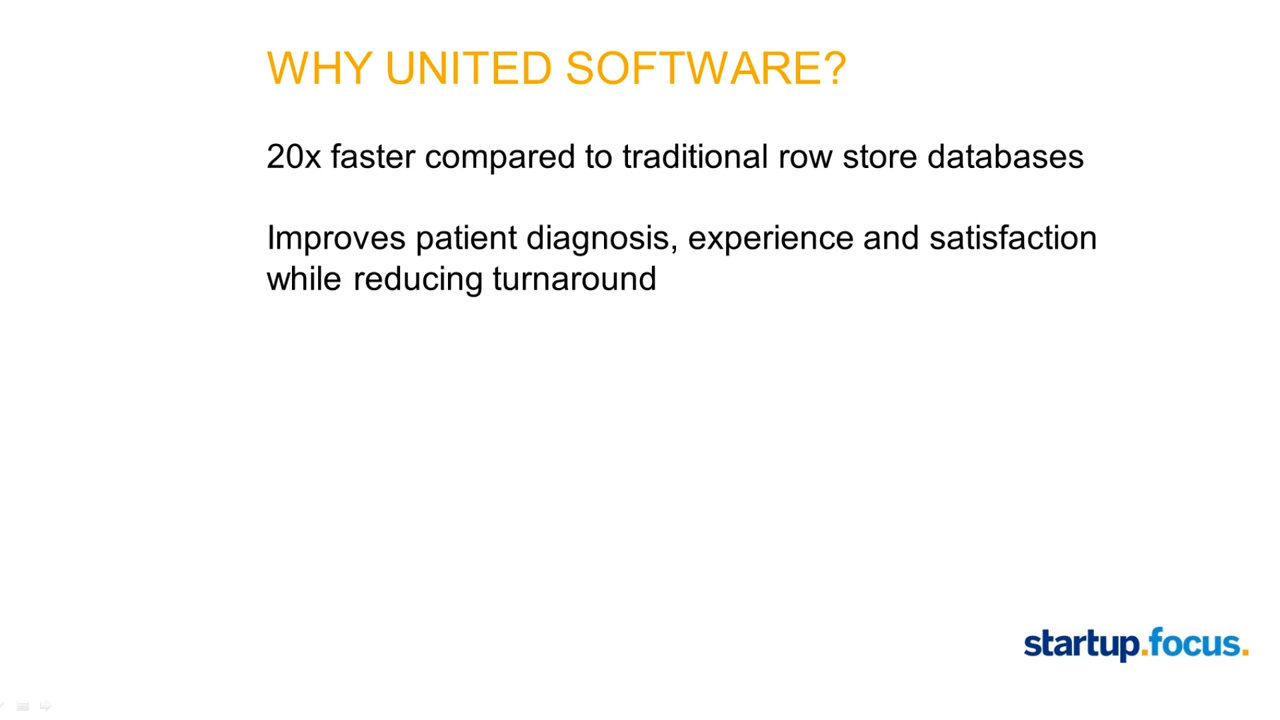 WHY UNITED SOFTWARE?
20x faster compared to traditional row store databases
Improves patient diagnosis, experience and satisfaction
while reducing turnaround
startup.focus.